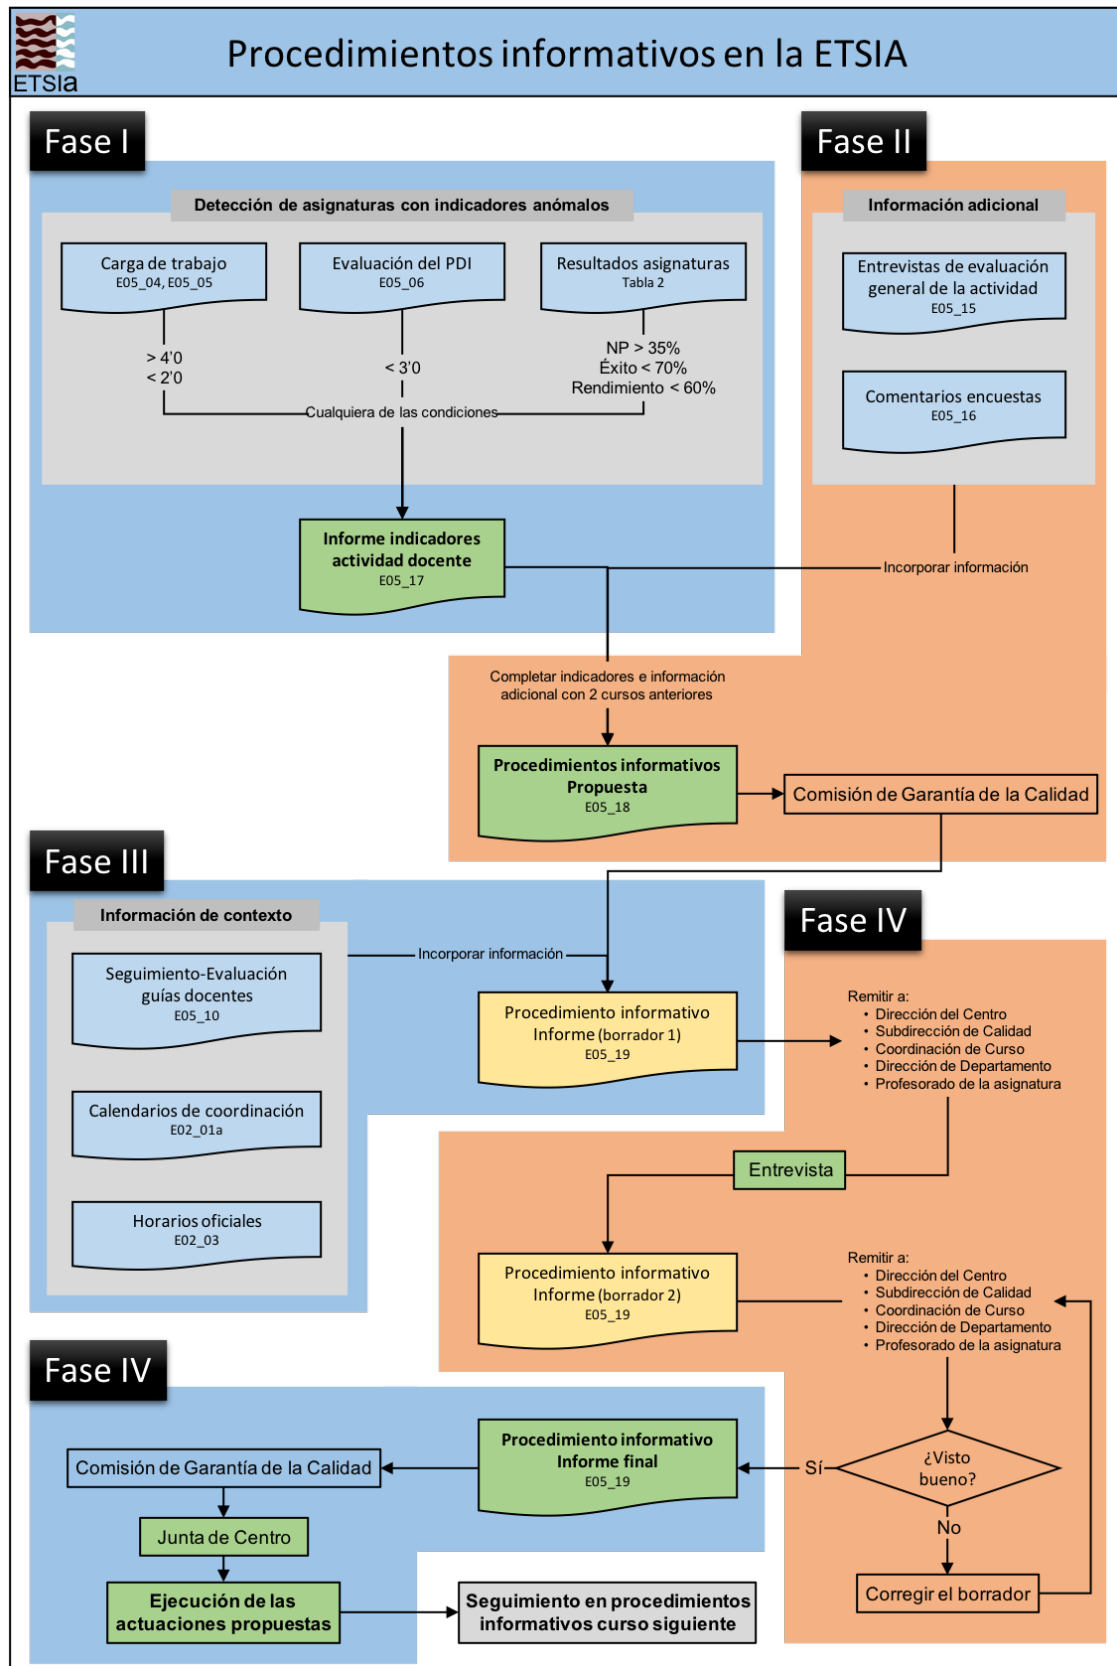 ETSIa
Procedimientos informativos en la ETSIA
Fase I
Detección de asignaturas con indicadores anómalos
Carga de trabajo
E05_04, E05_05
Evaluación del PDI
E05_06
Resultados asignaturas
Tabla 2
> 4'0
< 2'0
< 3'0
NP > 35%
Éxito < 70%
Rendimiento < 60%
Cualquiera de las condiciones
Informe indicadores
actividad docente
E05_17
Fase II
Información adicional
Entrevistas de evaluación
general de la actividad
E05_15
Comentarios encuestas
E05_16
Incorporar información
Completar indicadores e información
adicional con 2 cursos anteriores
Procedimientos informativos
Propuesta
E05_18
Comisión de Garantía de la Calidad
Fase III
Información de contexto
Seguimiento-Evaluación
guías docentes
E05_10
Calendarios de coordinación
E02_01a
Horarios oficiales
E02_03
Incorporar información
Procedimiento informativo
Informe (borrador 1)
E05_19
Fase IV
Remitir a:
• Dirección del Centro
• Subdirección de Calidad
• Coordinación de Curso
• Dirección de Departamento
• Profesorado de la asignatura
Entrevista
Procedimiento informativo
Informe (borrador 2)
E05_19
Remitir a:
• Dirección del Centro
• Subdirección de Calidad
• Coordinación de Curso
• Dirección de Departamento
• Profesorado de la asignatura
¿Visto
bueno?
Sí
No
Corregir el borrador
Fase IV
Procedimiento informativo
Informe final
E05_19
Comisión de Garantía de la Calidad
Junta de Centro
Ejecución de las
actuaciones propuestas
Seguimiento en procedimientos
informativos curso siguiente